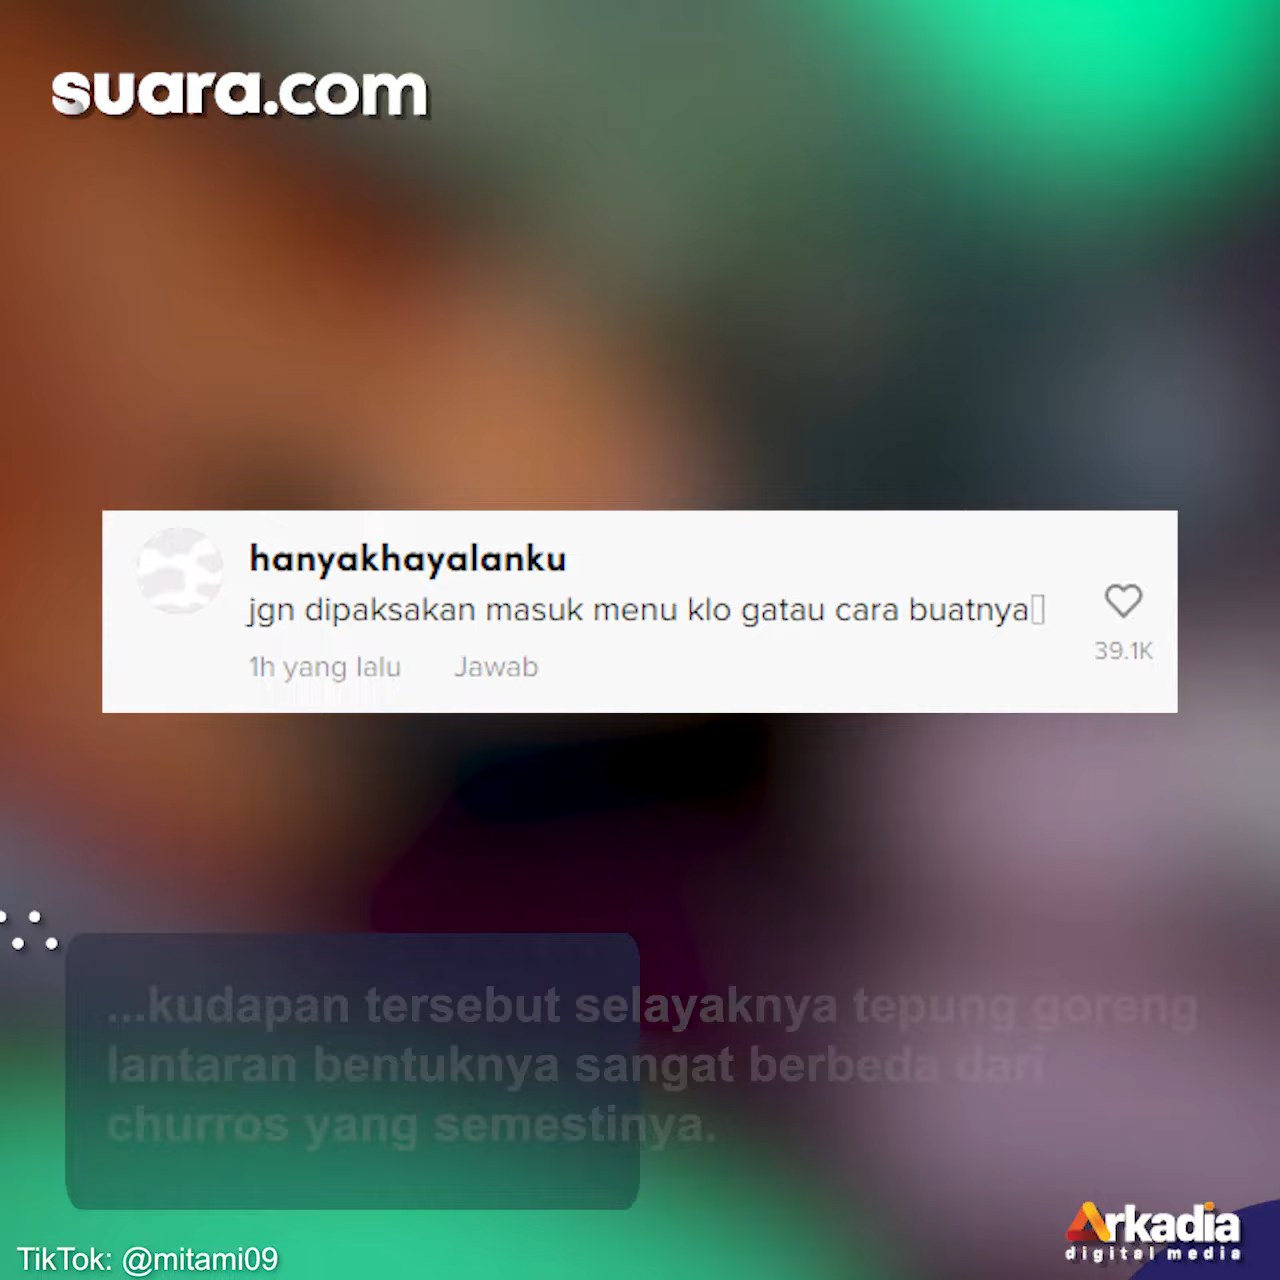 suara.com
hanyakhayalanku
jgn dipaksakan masuk menu klo gatau cara buatnya
1h yang lalu Jawab
39.1K
...kudapan tersebut selayaknya tepung goreng
lantaran bentuknya sangat berbeda dari
churros yang semestinya.
TikTok: @mitami09
Arkadia
digital media